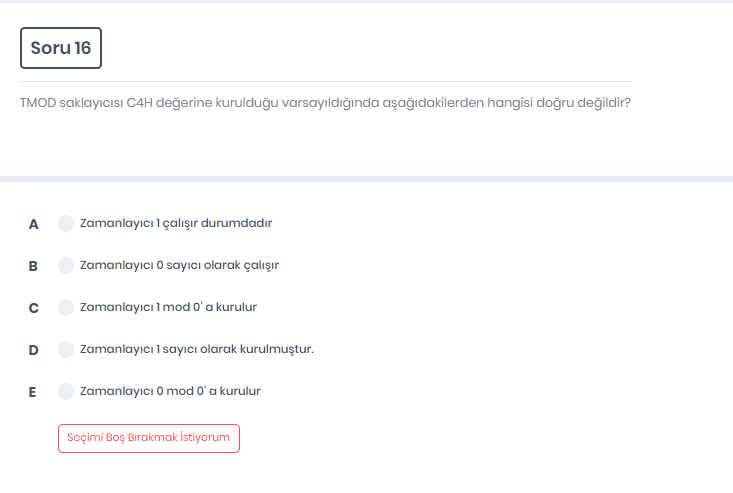 Soru 16
TMOD saklayıcısı C4H değerine kurulduğu varsayıldığında aşağıdakilerden hangisi doğru değildir?
A Zamanlayıcı 1 çalışır durumdadır
B Zamanlayıcı 0 sayıcı olarak çalışır
C Zamanlayıcı 1 mod 0' a kurulur
D Zamanlayıcı 1 sayıcı olarak kurulmuştur.
E Zamanlayıcı 0 mod 0' a kurulur
Seçimi Boş Bırakmak İstiyorum